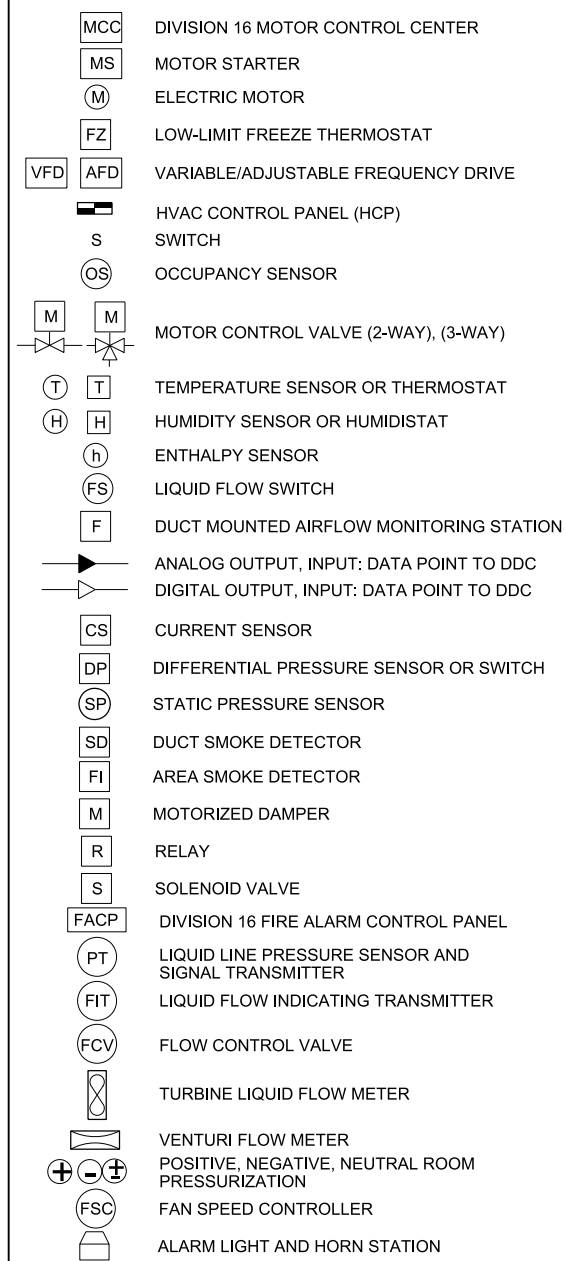 MCC DIVISION 16 MOTOR CONTROL CENTER
MS MOTOR STARTER
M ELECTRIC MOTOR
FZ LOW-LIMIT FREEZE THERMOSTAT
VFD AFD VARIABLE/ADJUSTABLE FREQUENCY DRIVE
HVAC CONTROL PANEL (HCP)
S SWITCH
OS OCCUPANCY SENSOR
M M MOTOR CONTROL VALVE (2-WAY), (3-WAY)
T T TEMPERATURE SENSOR OR THERMOSTAT
H H HUMIDITY SENSOR OR HUMIDISTAT
h ENTHALPY SENSOR
FS LIQUID FLOW SWITCH
F DUCT MOUNTED AIRFLOW MONITORING STATION
ANALOG OUTPUT, INPUT: DATA POINT TO DDC
DIGITAL OUTPUT, INPUT: DATA POINT TO DDC
CS CURRENT SENSOR
DP DIFFERENTIAL PRESSURE SENSOR OR SWITCH
SP STATIC PRESSURE SENSOR
SD DUCT SMOKE DETECTOR
FI AREA SMOKE DETECTOR
M MOTORIZED DAMPER
R RELAY
S SOLENOID VALVE
FACP DIVISION 16 FIRE ALARM CONTROL PANEL
PT LIQUID LINE PRESSURE SENSOR AND
SIGNAL TRANSMITTER
FIT LIQUID FLOW INDICATING TRANSMITTER
FCV FLOW CONTROL VALVE
TURBINE LIQUID FLOW METER
VENTURI FLOW METER
+ - ± POSITIVE, NEGATIVE, NEUTRAL ROOM
PRESSURIZATION
FSC FAN SPEED CONTROLLER
ALARM LIGHT AND HORN STATION